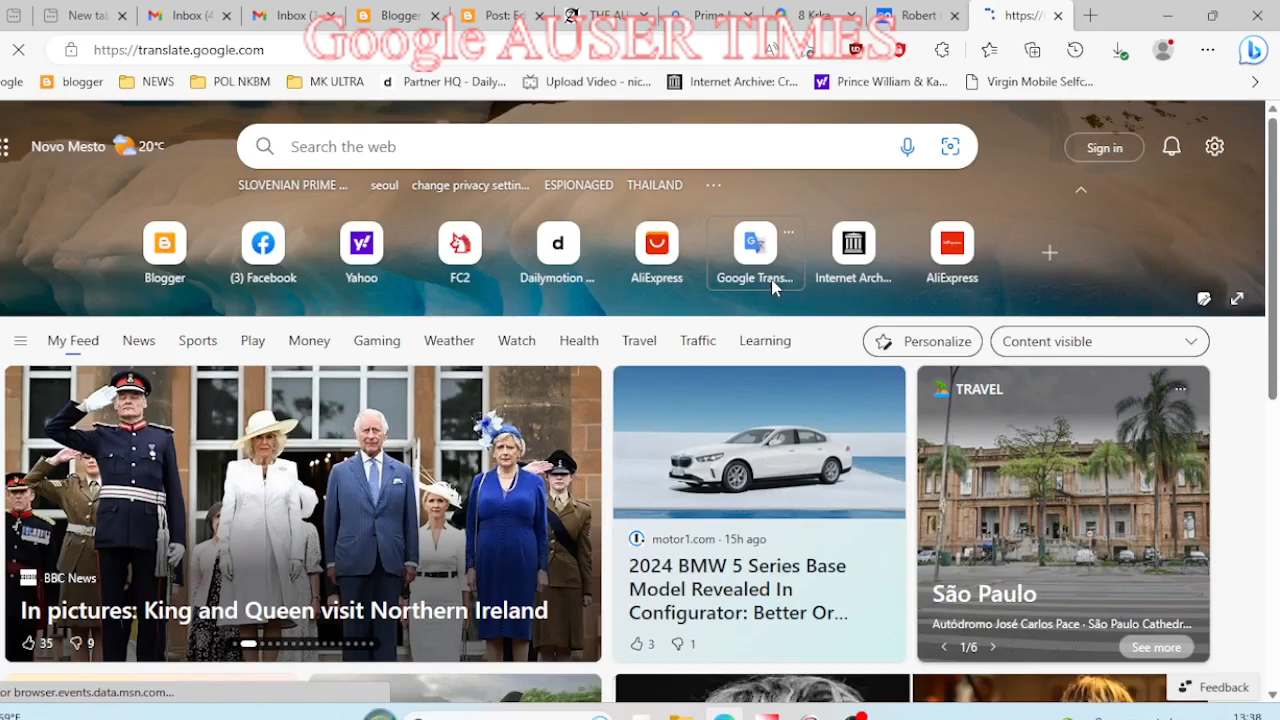 New tal
Inbox (4
Inbox (1
Blogger
Post: Ed
THE AU
Prime
8 Krka
Robert
https://
https://translate.google.com
Google AUSER TIMES
ogle
blogger
NEWS
POL NKBM
MK ULTRA
Partner HQ - Daily...
Upload Video - nic...
Internet Archive: Cr...
Prince William & Ka...
Virgin Mobile Selfc...
Novo Mesto
20°C
Search the web
Sign in
SLOVENIAN PRIME ...
seoul
change privacy settin...
ESPIONAGED
THAILAND
Blogger
(3) Facebook
Yahoo
FC2
Dailymotion ...
AliExpress
Google Trans...
Internet Arch...
AliExpress
My Feed
News
Sports
Play
Money
Gaming
Weather
Watch
Health
Travel
Traffic
Learning
Personalize
Content visible
BBC News
In pictures: King and Queen visit Northern Ireland
35
9
motor1.com · 15h ago
2024 BMW 5 Series Base
Model Revealed In
Configurator: Better Or...
3
1
TRAVEL
São Paulo
Autódromo José Carlos Pace · São Paulo Cathedr...
1/6
See more
or browser.events.data.msn.com...
Feedback
59°F
13:38